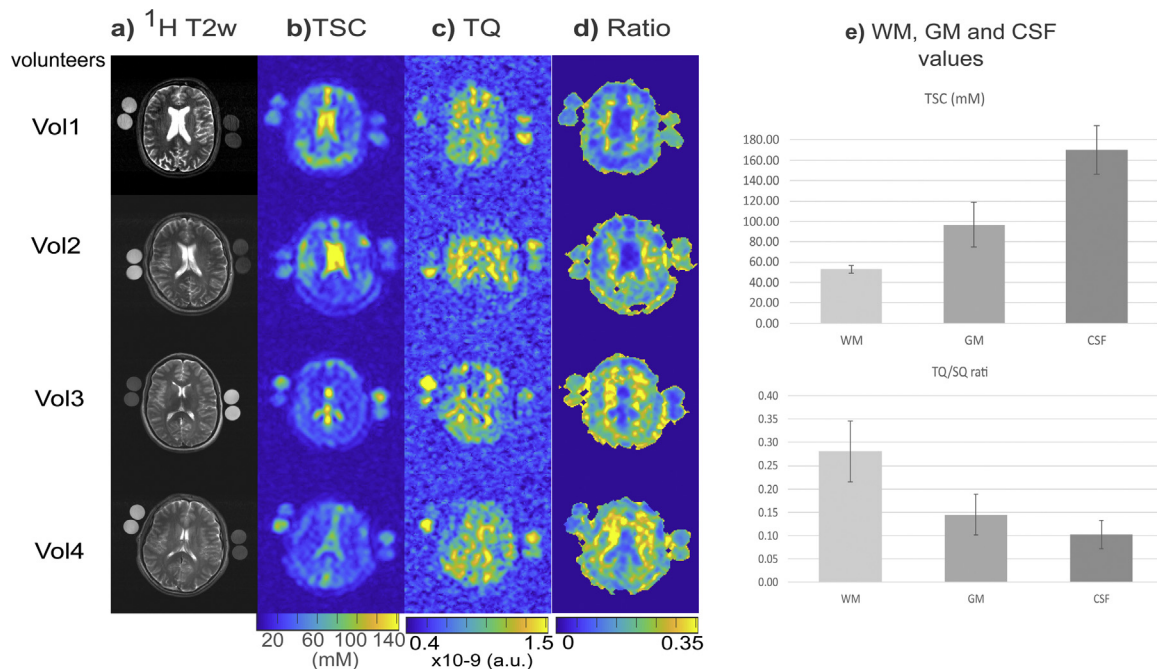 a) ¹H T2w
b)TSC
c) TQ
d) Ratio
e) WM, GM and CSF
values
volunteers
Vol1
Vol2
Vol3
Vol4
20 60 100 140
(mM)
0.4 1.5
x10-9 (a.u.)
0 0.35
TSC (mM)
180.00
160.00
140.00
120.00
100.00
80.00
60.00
40.00
20.00
0.00
WM GM CSF
TQ/SQ rati
0.40
0.35
0.30
0.25
0.20
0.15
0.10
0.05
0.00
WM GM CSF